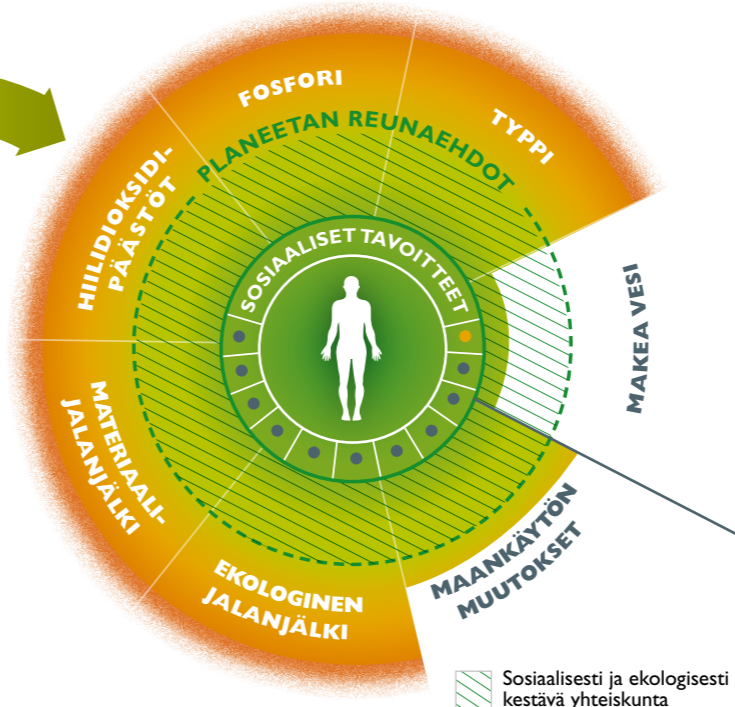 FOSFORI
TYPPI
PLANEETAN REUNAEHDOT
HIILIDIOKSIDI-
PÄÄSTÖT
SOSIAALISET TAVOITTEET
MAKEA VESI
MATERIAALI-
JALANJÄLKI
MAANKÄYTÖN
MUUTOKSET
EKOLOGINEN
JALANJÄLKI
Sosiaalisesti ja ekologisesti
kestävä yhteiskunta